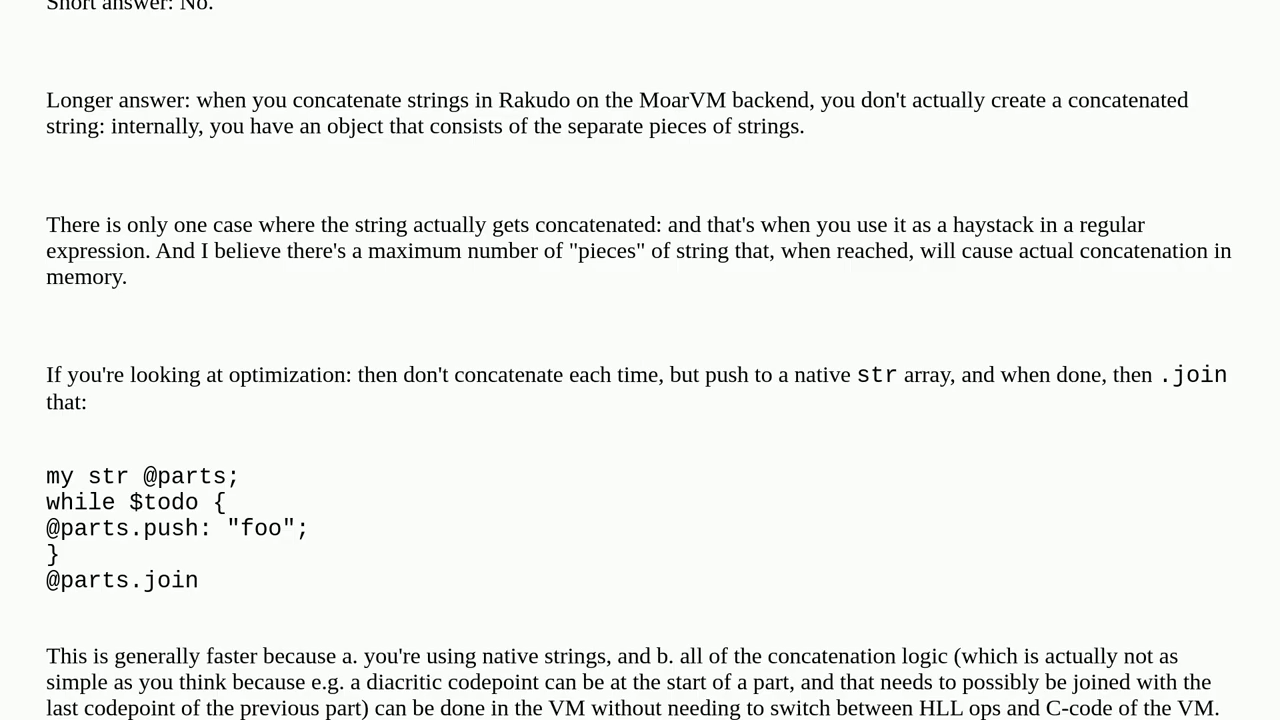 Short answer: No.
Longer answer: when you concatenate strings in Rakudo on the MoarVM backend, you don't actually create a concatenated
string: internally, you have an object that consists of the separate pieces of strings.
There is only one case where the string actually gets concatenated: and that's when you use it as a haystack in a regular
expression. And I believe there's a maximum number of "pieces" of string that, when reached, will cause actual concatenation in
memory.
If you're looking at optimization: then don't concatenate each time, but push to a native str array, and when done, then .join
that:
my str @parts;
while $todo {
@parts.push: "foo";
}
@parts.join
This is generally faster because a. you're using native strings, and b. all of the concatenation logic (which is actually not as
simple as you think because e.g. a diacritic codepoint can be at the start of a part, and that needs to possibly be joined with the
last codepoint of the previous part) can be done in the VM without needing to switch between HLL ops and C-code of the VM.